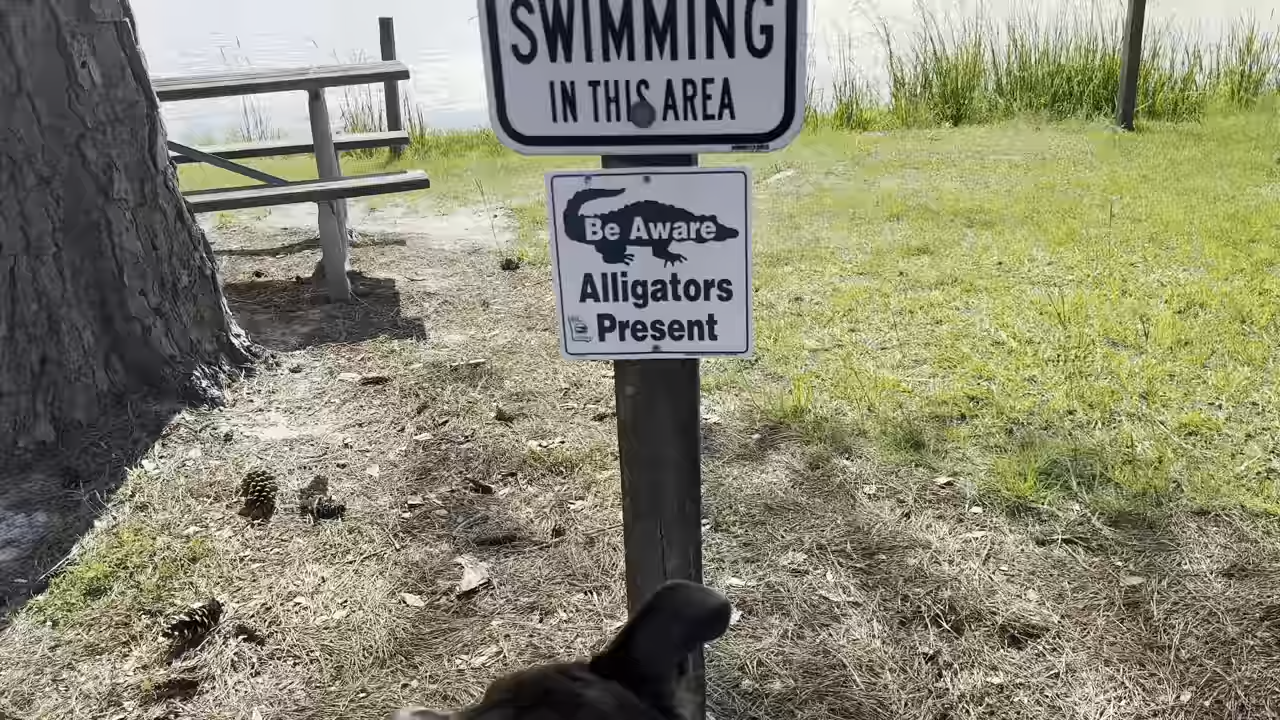 SWIMMING
IN THIS AREA
Be Aware
Alligators
Present